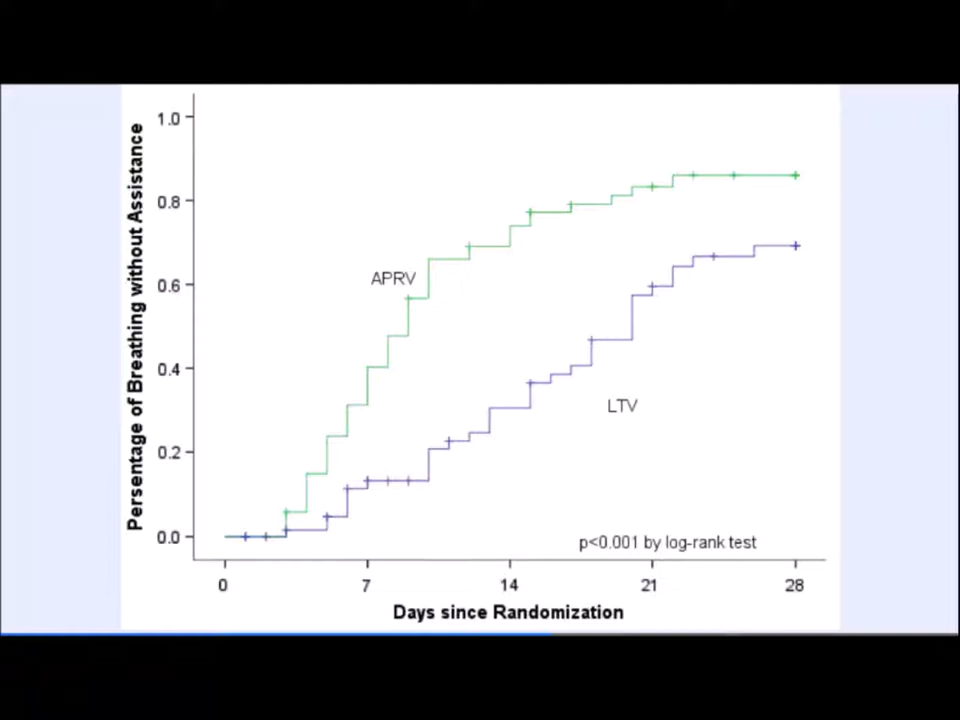 Persentage of Breathing without Assistance
1.0
0.8
0.6
0.4
0.2
0.0
APRV
LTV
p<0.001 by log-rank test
0 7 14 21 28
Days since Randomization